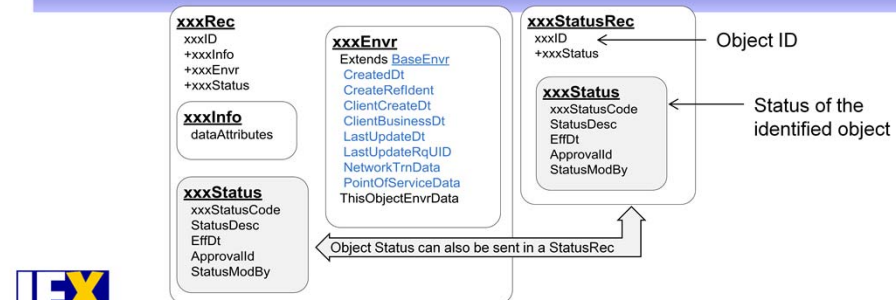 xxxRec
xxxID
+xxxInfo
+xxxEnvr
+xxxStatus
xxxInfo
dataAttributes
xxxStatus
xxxStatusCode
StatusDesc
EffDt
ApprovalId
StatusModBy
xxxEnvr
Extends BaseEnvr
CreatedDt
CreateRefIdent
ClientCreateDt
ClientBusinessDt
LastUpdateDt
LastUpdateRqUID
NetworkTrnData
PointOfServiceData
ThisObjectEnvrData
xxxStatusRec
xxxID
+xxxStatus
xxxStatus
xxxStatusCode
StatusDesc
EffDt
ApprovalId
StatusModBy
Object ID
Status of the
identified object
Object Status can also be sent in a StatusRec
IFX